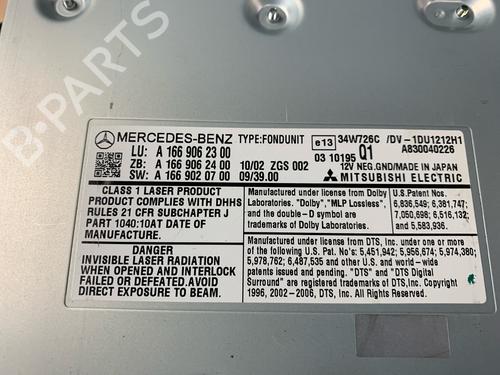 B-PARTS
MERCEDES-BENZ TYPE:FONDUNIT e13 34W726C /DV-1DU1212H1
LU: A 166 906 23 00 03 10195 Q1 A830040226
ZB: A 166 906 24 00 10/02 ZGS 002 12V NEG.GND/MADE IN JAPAN
SW: A 166 902 07 00 09/39.00 MITSUBISHI ELECTRIC
CLASS 1 LASER PRODUCT
PRODUCT COMPLIES WITH DHHS
RULES 21 CFR SUBCHAPTER J
PART 1040:10AT DATE OF
MANUFACTURE.
DANGER
INVISIBLE LASER RADIATION
WHEN OPENED AND INTERLOCK
FAILED OR DEFEATED.AVOID
DIRECT EXPOSURE TO BEAM.
Manufactured under license from Dolby
Laboratories. "Dolby", "MLP Lossless",
and the double-D symbol are
trademarks of Dolby Laboratories.
U.S.Patent Nos.
6,836,549; 6,381,747;
7,050,698; 6,516,132;
and 5,583,936.
Manufactured under license from DTS, Inc. under one or more
of the following U.S. Pat. Nos. 5,451,942; 5,956,674; 5,974,380;
5,978,762; 6,487,535 and other U.S. and world-wide
patents issued and pending. "DTS" and "DTS Digital
Surround" are registered trademarks of DTS,Inc.Copyright
1996, 2002-2006, DTS, Inc. All Rights Reserved.